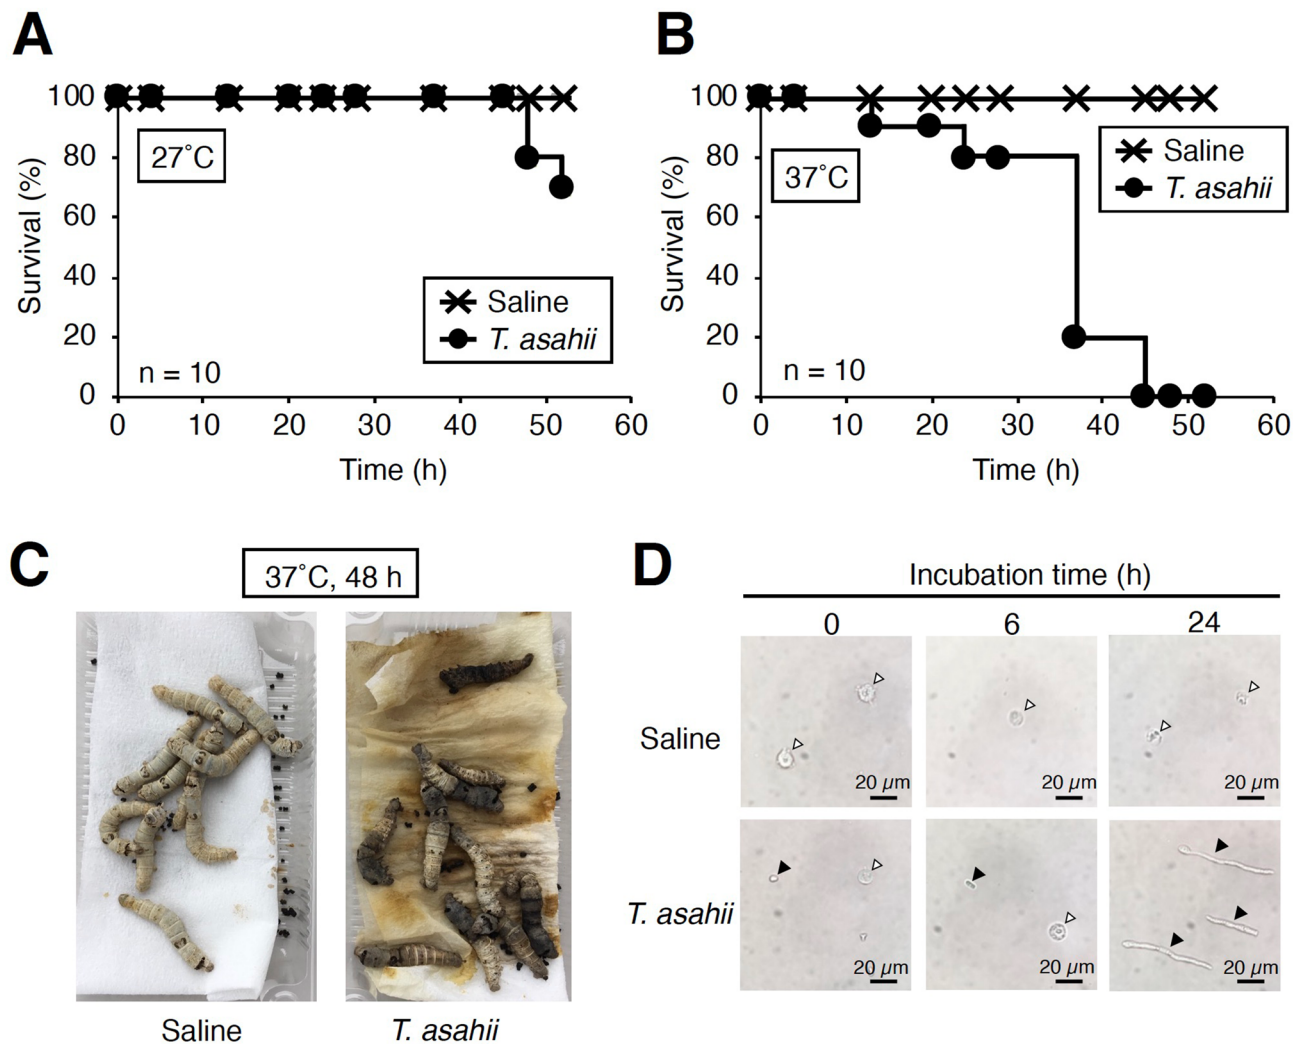 A
100
80
60
40
20
0
Survival (%)
27˚C
Saline
T. asahii
n = 10
0 10 20 30 40 50 60
Time (h)
B
100
80
60
40
20
0
Survival (%)
37˚C
Saline
T. asahii
n = 10
0 10 20 30 40 50 60
Time (h)
C
37˚C, 48 h
Saline T. asahii
D
Incubation time (h)
0 6 24
Saline
20 µm 20 µm 20 µm
T. asahii
20 µm 20 µm 20 µm